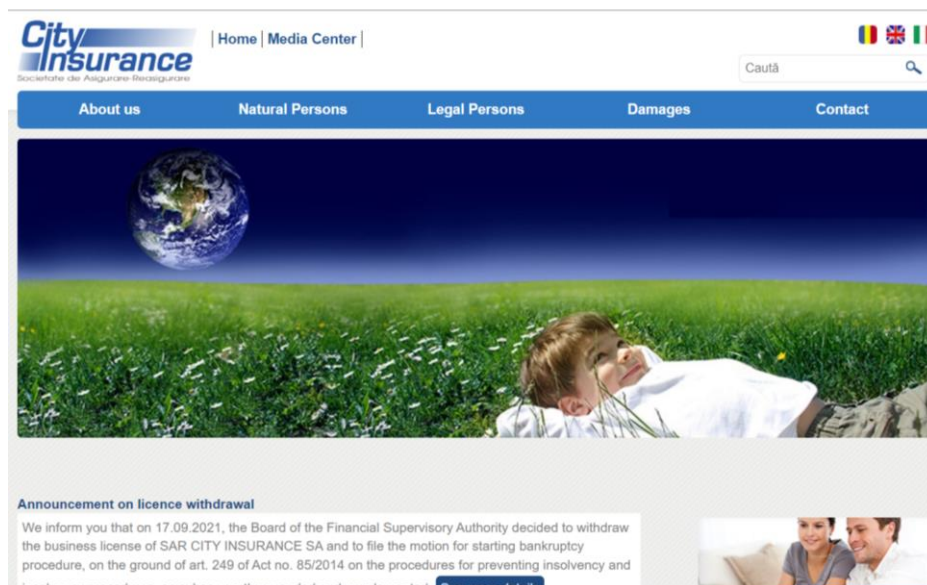 City
Insurance
Societate de Asigurare-Reasigurare
| Home | Media Center |
Caută
About us
Natural Persons
Legal Persons
Damages
Contact
Announcement on licence withdrawal
We inform you that on 17.09.2021, the Board of the Financial Supervisory Authority decided to withdraw
the business license of SAR CITY INSURANCE SA and to file the motion for starting bankruptcy
procedure, on the ground of art. 249 of Act no. 85/2014 on the procedures for preventing insolvency and